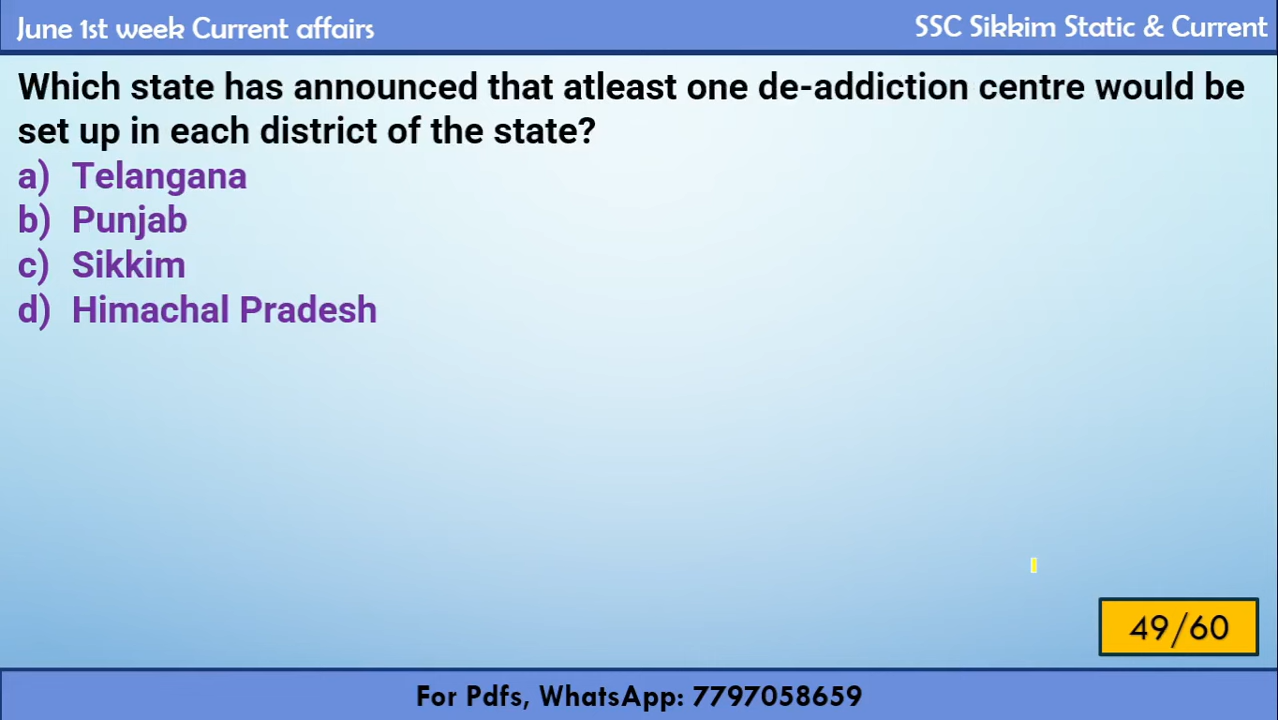 June 1st week Current affairs
SSC Sikkim Static & Current
Which state has announced that atleast one de-addiction centre would be
set up in each district of the state?
a) Telangana
b) Punjab
c) Sikkim
d) Himachal Pradesh
49/60
For Pdfs, WhatsApp: 7797058659